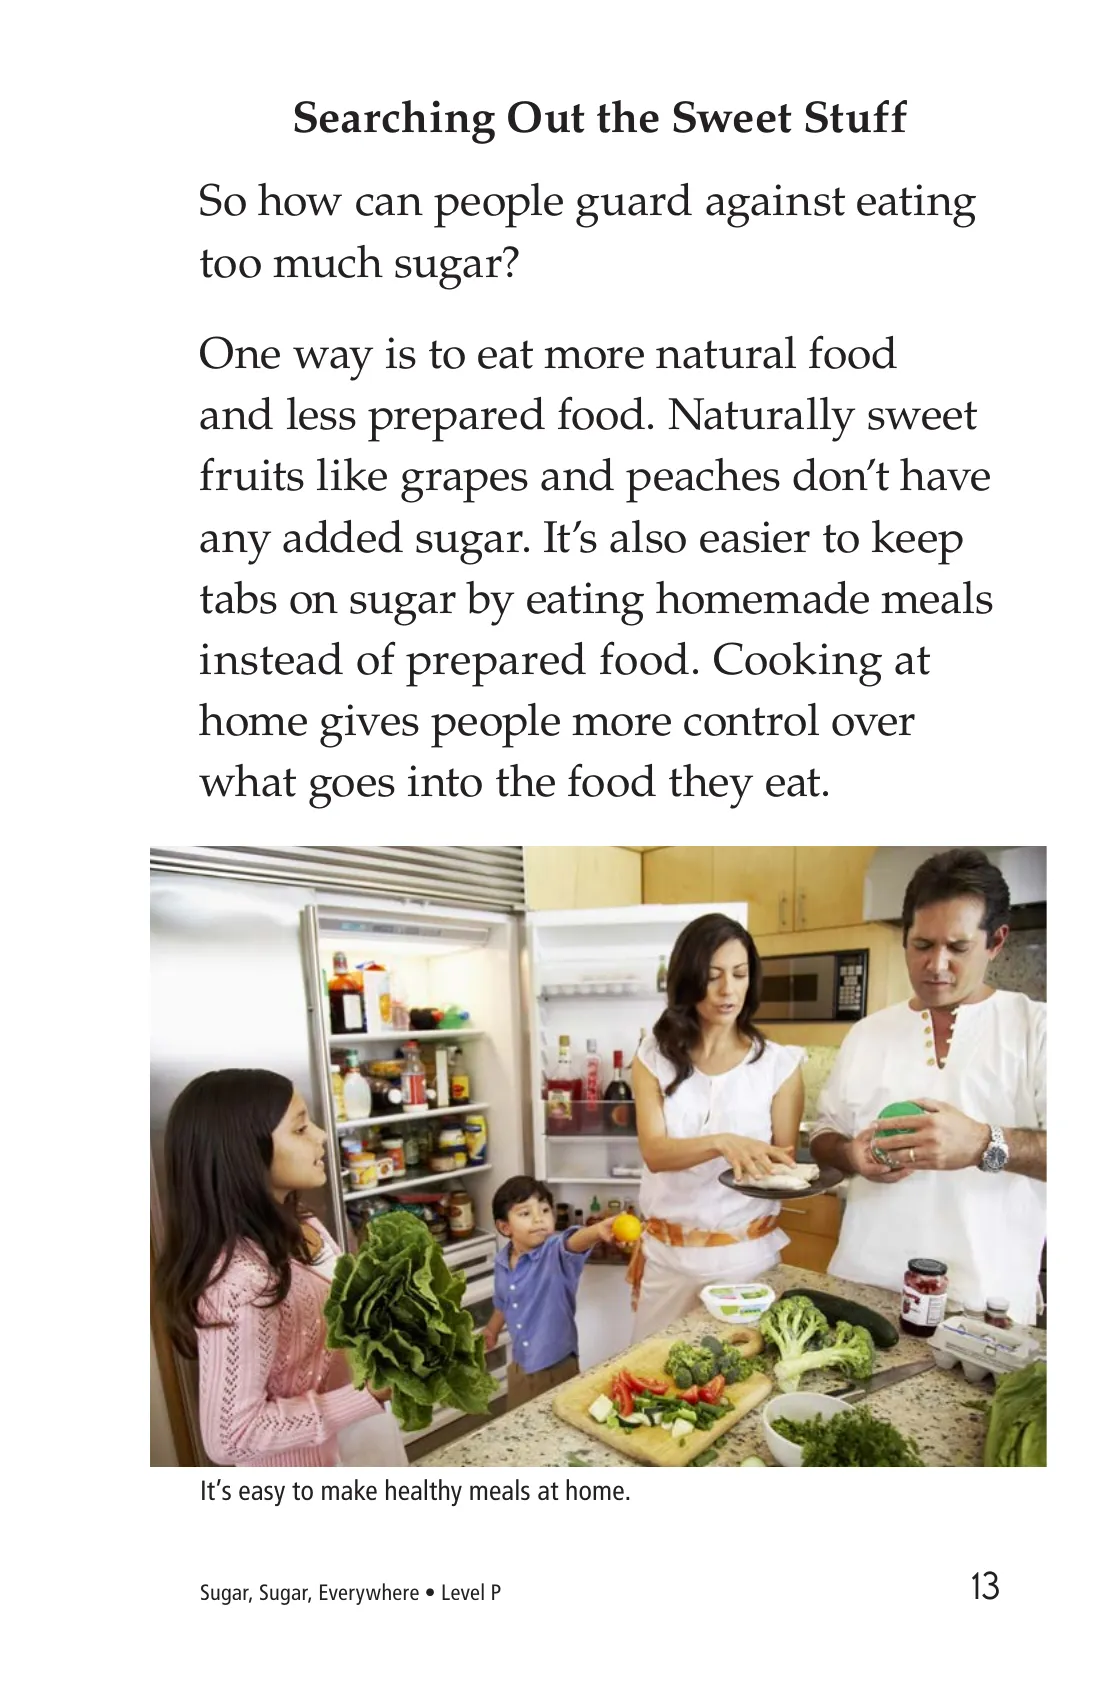 Searching Out the Sweet Stuff
So how can people guard against eating
too much sugar?
One way is to eat more natural food
and less prepared food. Naturally sweet
fruits like grapes and peaches don’t have
any added sugar. It’s also easier to keep
tabs on sugar by eating homemade meals
instead of prepared food. Cooking at
home gives people more control over
what goes into the food they eat.
It’s easy to make healthy meals at home.
Sugar, Sugar, Everywhere • Level P
13